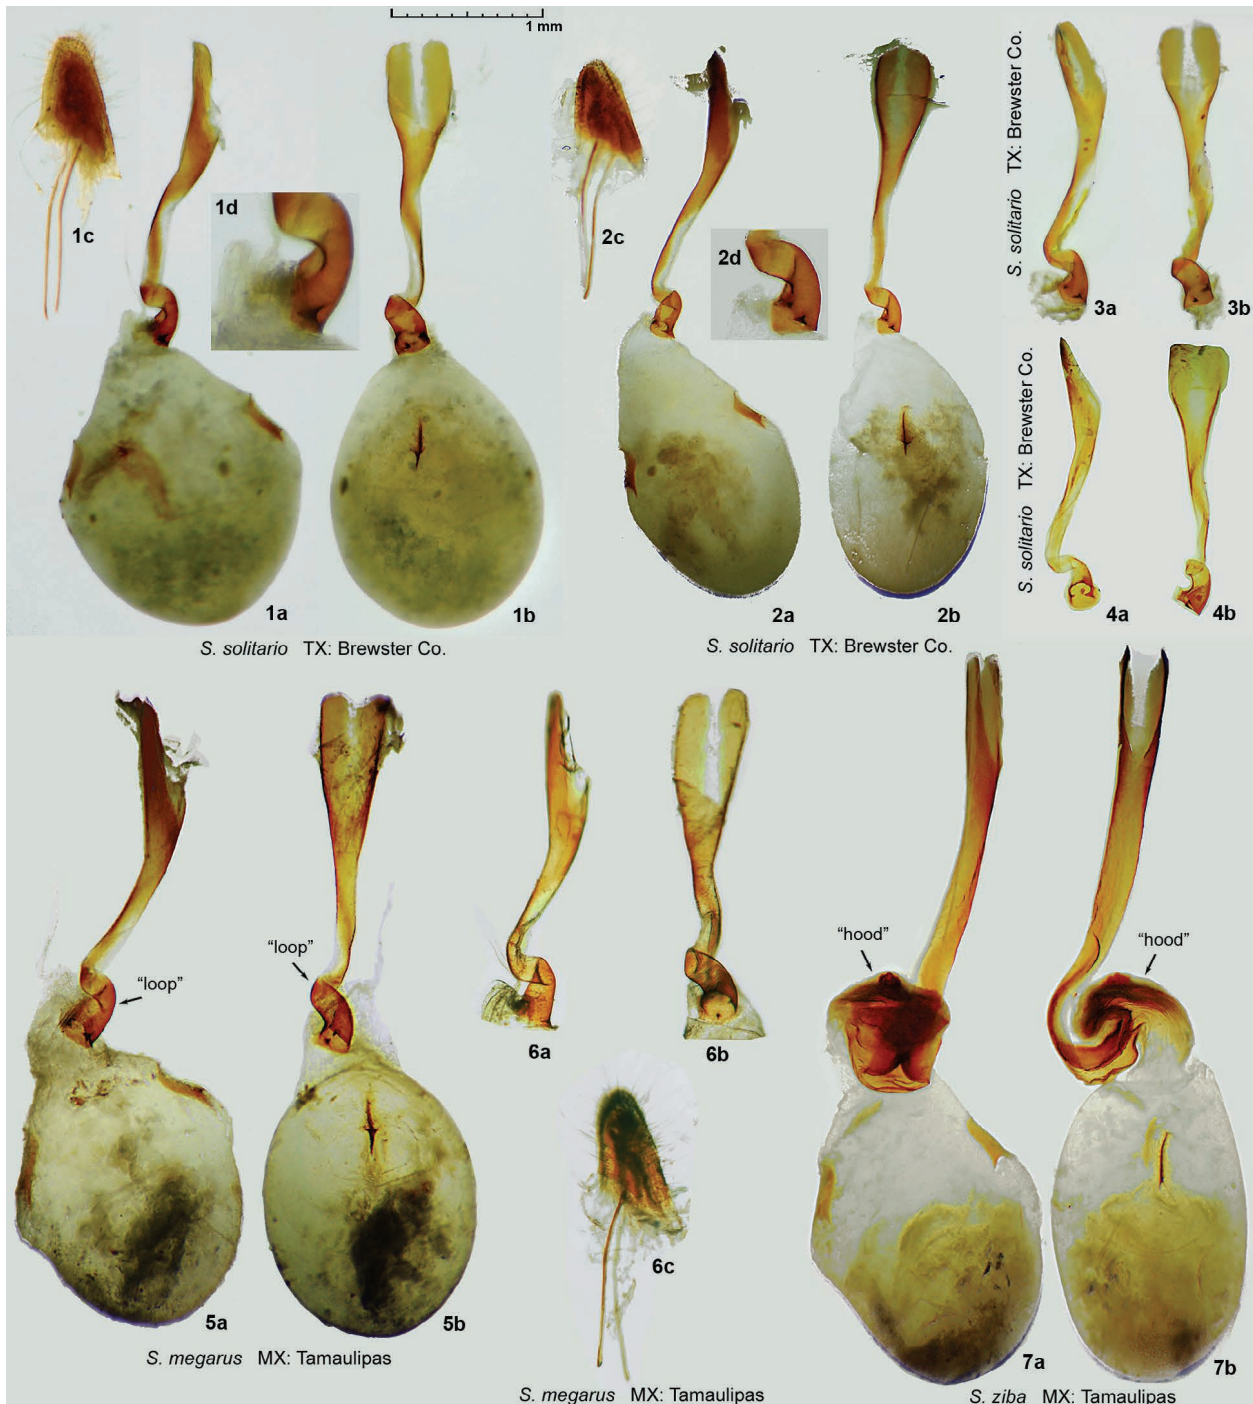 1 mm
1c
1d
2c
2d
S. solitario TX: Brewster Co.
3a
3b
1a
1b
2a
2b
S. solitario TX: Brewster Co.
4a
4b
S. solitario TX: Brewster Co.
S. solitario TX: Brewster Co.
"loop"
"loop"
"hood"
"hood"
6a
6b
6c
5a
5b
7a
7b
S. megarus MX: Tamaulipas
S. megarus MX: Tamaulipas
S. ziba MX: Tamaulipas